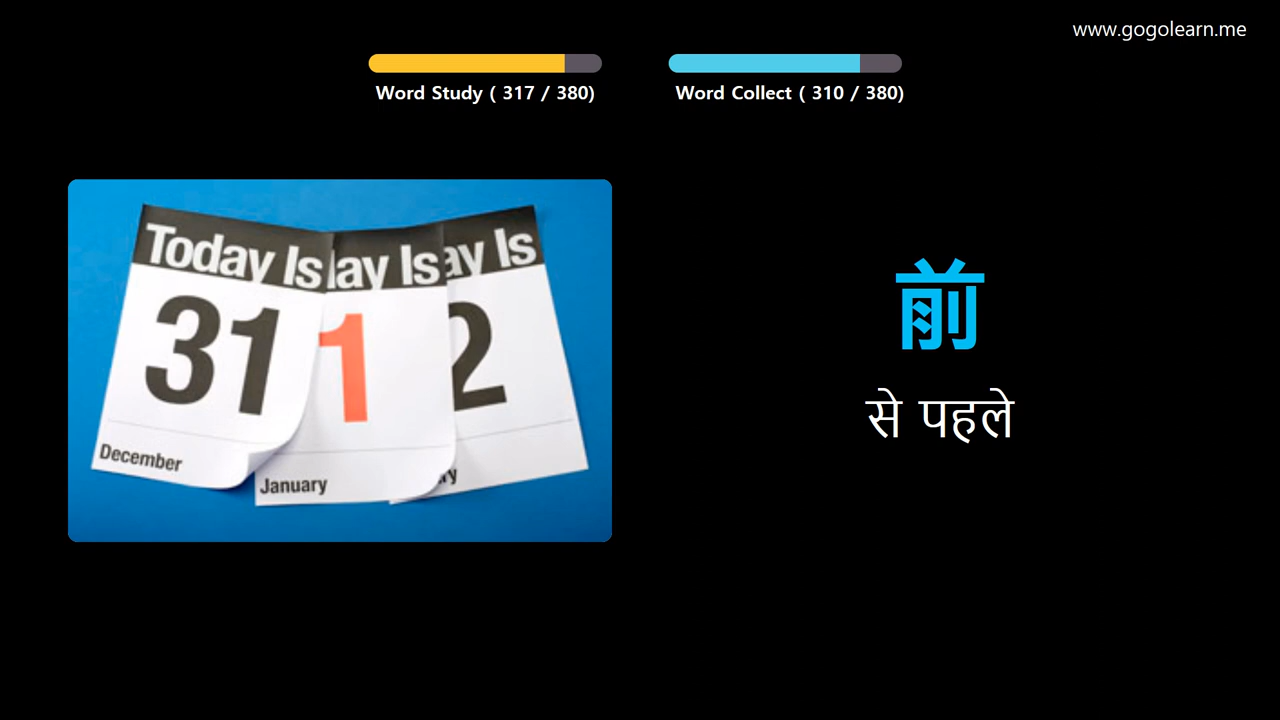 www.gogolearn.me
Word Study ( 317 / 380)
Word Collect ( 310 / 380)
Today Is
ay Is
ay Is
31
1
2
December
January
ry
前
से पहले